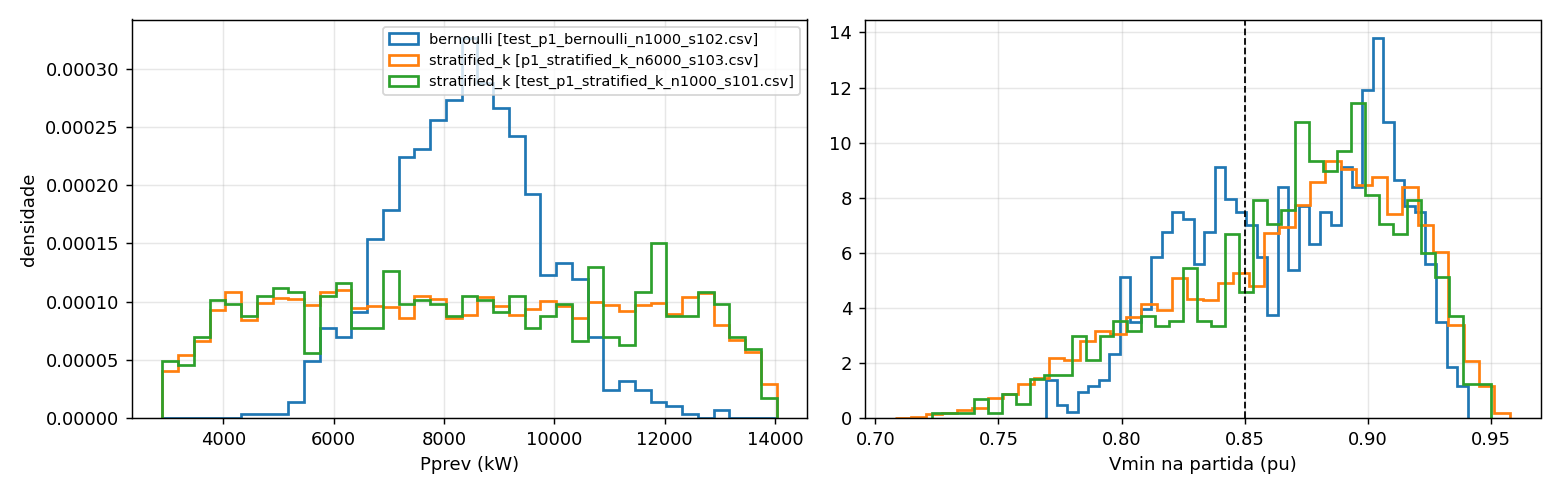 densidade
0.00030
0.00025
0.00020
0.00015
0.00010
0.00005
0.00000
4000 6000 8000 10000 12000 14000
Pprev (kW)
bernoulli [test_p1_bernoulli_n1000_s102.csv]
stratified_k [p1_stratified_k_n6000_s103.csv]
stratified_k [test_p1_stratified_k_n1000_s101.csv]
14
12
10
8
6
4
2
0
0.70 0.75 0.80 0.85 0.90 0.95
Vmin na partida (pu)